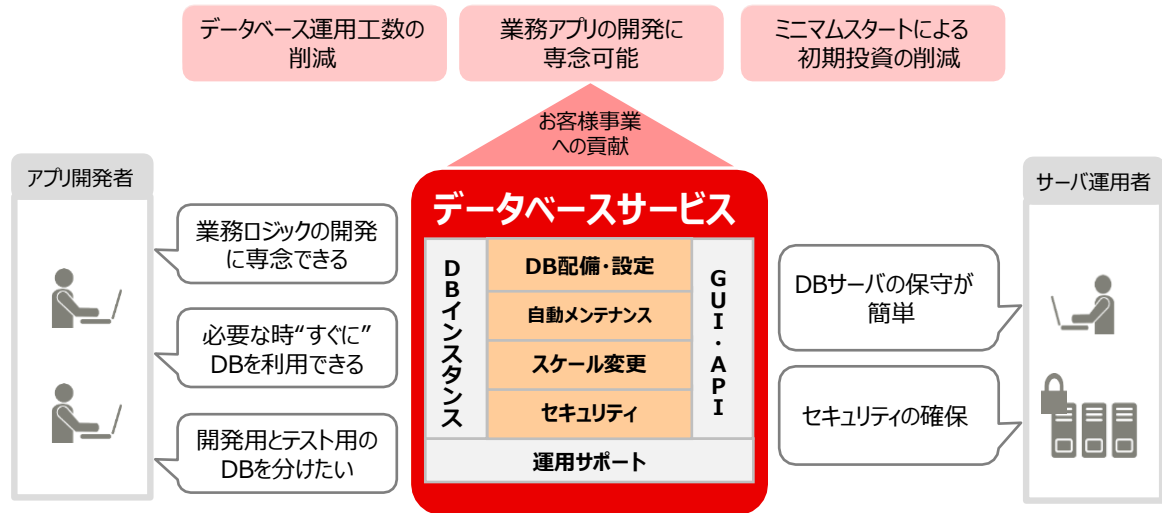 データベース運用工数の
削減
業務アプリの開発に
専念可能
ミニマムスタートによる
初期投資の削減
お客様事業
への貢献
アプリ開発者
業務ロジックの開発
に専念できる
必要な時“すぐに”
DBを利用できる
開発用とテスト用の
DBを分けたい
データベースサービス
DBインスタンス
DB配備・設定
自動メンテナンス
スケール変更
セキュリティ
GUI・API
運用サポート
サーバ運用者
DBサーバの保守が
簡単
セキュリティの確保